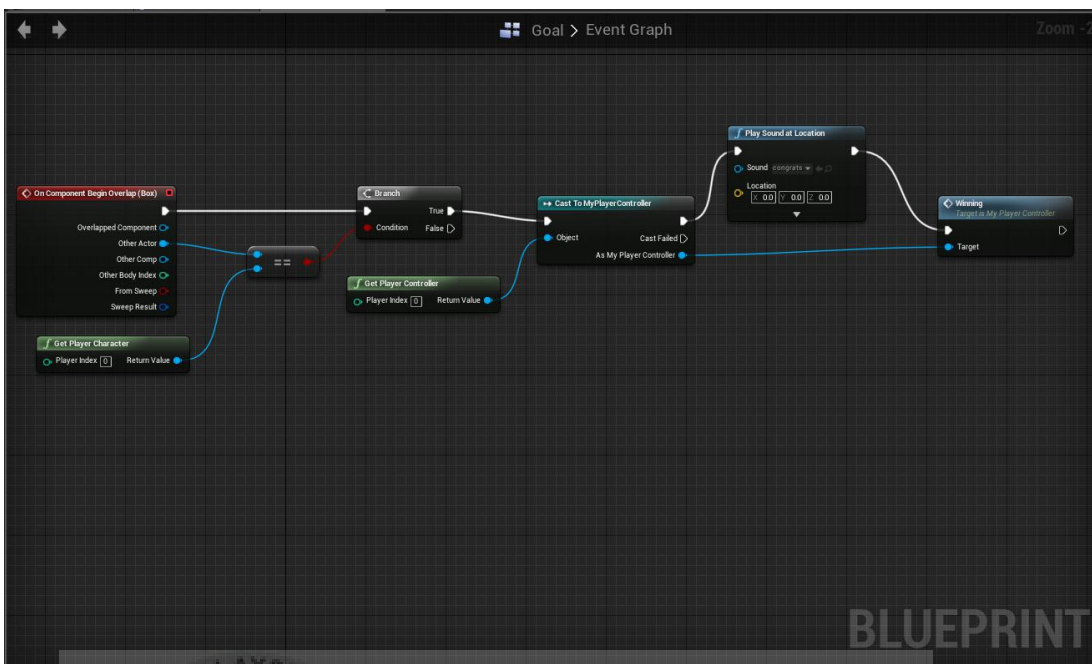 Goal > Event Graph
Zoom -2
Play Sound at Location
Sound congrats
Location
X 0.0 Y 0.0 Z 0.0
On Component Begin Overlap (Box)
Overlapped Component
Other Actor
Other Comp
Other Body Index
From Sweep
Sweep Result
==
Branch
True
Condition False
Cast To MyPlayerController
Object Cast Failed
As My Player Controller
Winning
Target is My Player Controller
Target
Get Player Controller
Player Index 0 Return Value
Get Player Character
Player Index 0 Return Value
BLUEPRINT